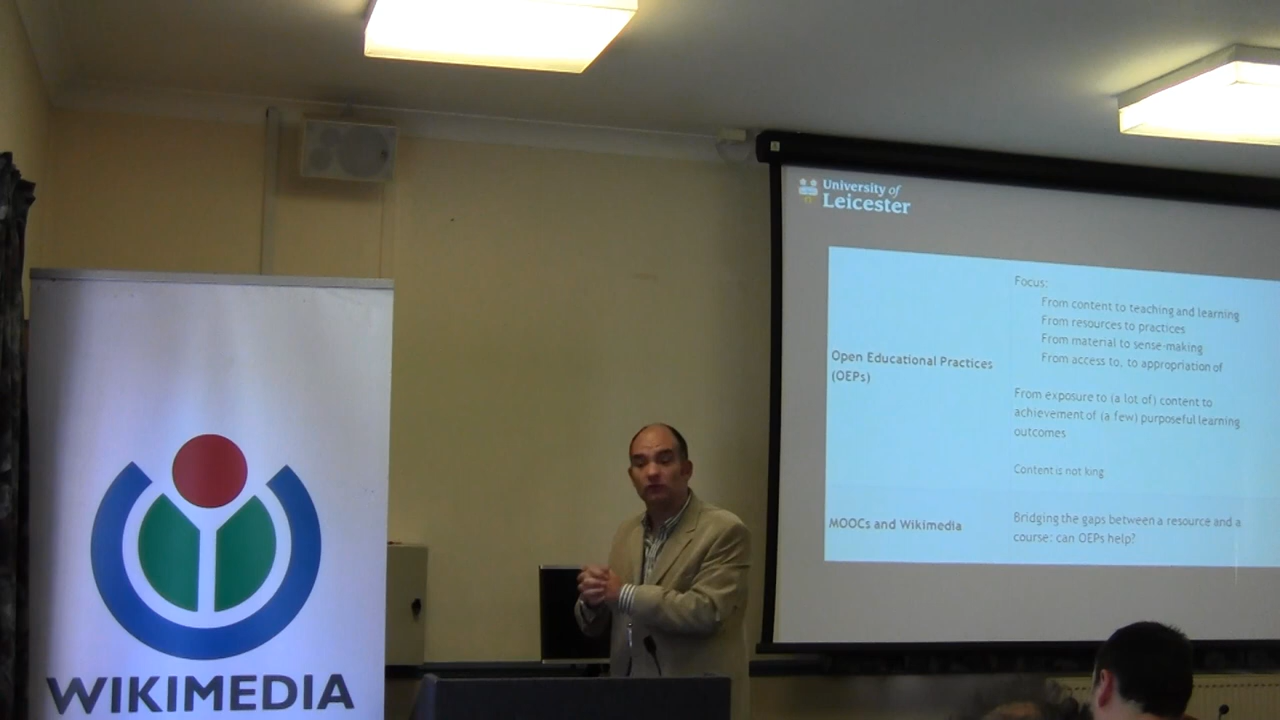 WIKIMEDIA
University of
Leicester
Open Educational Practices
(OEPs)
Focus:
From content to teaching and learning
From resources to practices
From material to sense-making
From access to, to appropriation of
From exposure to (a lot of) content to
achievement of (a few) purposeful learning
outcomes
Content is not king
MOOCs and Wikimedia
Bridging the gaps between a resource and a
course: can OEPs help?